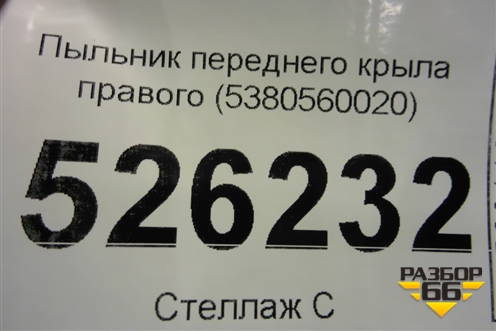 Пыльник переднего крыла
правого (5380560020)
526232
Стеллаж С
РАЗБОР
66